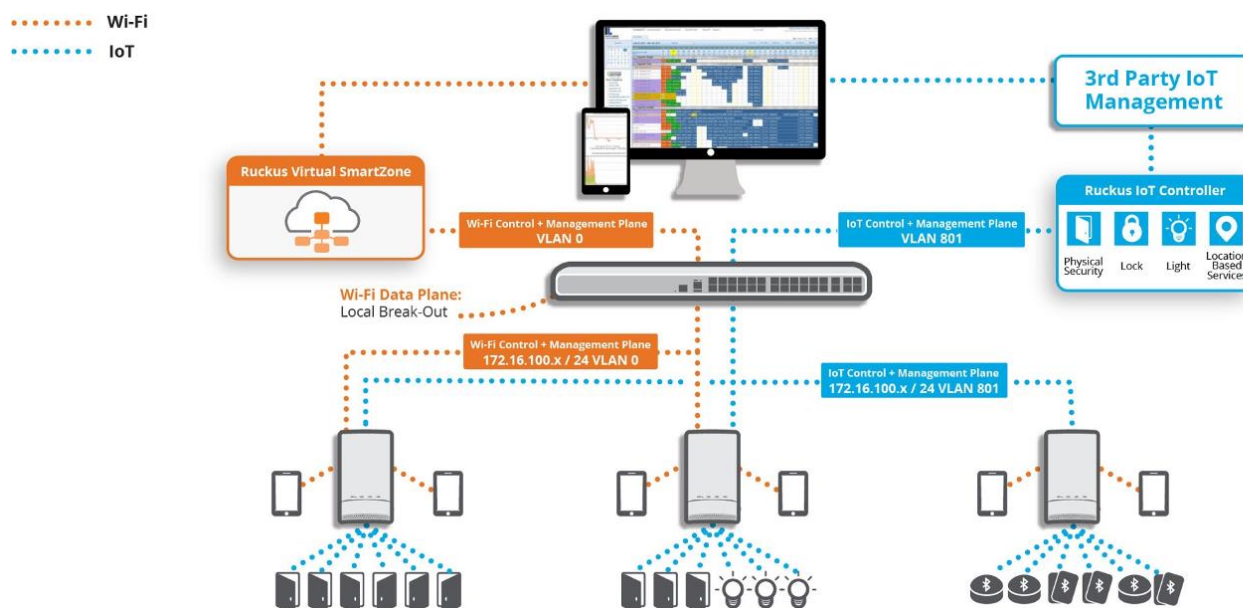 Wi-Fi
IoT
3rd Party IoT
Management
Ruckus Virtual SmartZone
Ruckus IoT Controller
Physical
Security
Lock
Light
Location
Based
Services
Wi-Fi Control + Management Plane
VLAN 0
IoT Control + Management Plane
VLAN 801
Wi-Fi Data Plane:
Local Break-Out
Wi-Fi Control + Management Plane
172.16.100.x / 24 VLAN 0
IoT Control + Management Plane
172.16.100.x / 24 VLAN 801